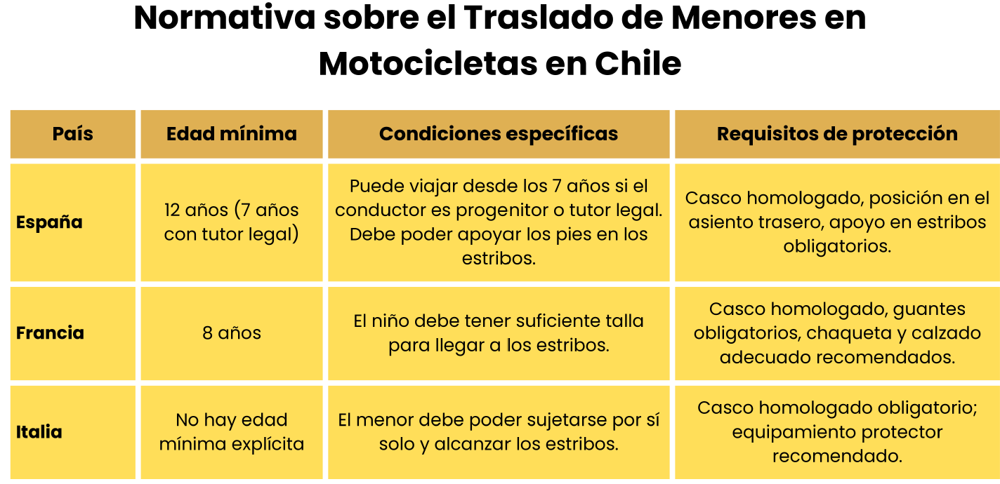 Normativa sobre el Traslado de Menores en
Motocicletas en Chile
País
Edad mínima
Condiciones específicas
Requisitos de protección
España
12 años (7 años
con tutor legal)
Puede viajar desde los 7 años si el
conductor es progenitor o tutor legal.
Debe poder apoyar los pies en los
estribos.
Casco homologado, posición en el
asiento trasero, apoyo en estribos
obligatorios.
Francia
8 años
El niño debe tener suficiente talla
para llegar a los estribos.
Casco homologado, guantes
obligatorios, chaqueta y calzado
adecuado recomendados.
Italia
No hay edad
mínima explícita
El menor debe poder sujetarse por sí
solo y alcanzar los estribos.
Casco homologado obligatorio;
equipamiento protector
recomendado.